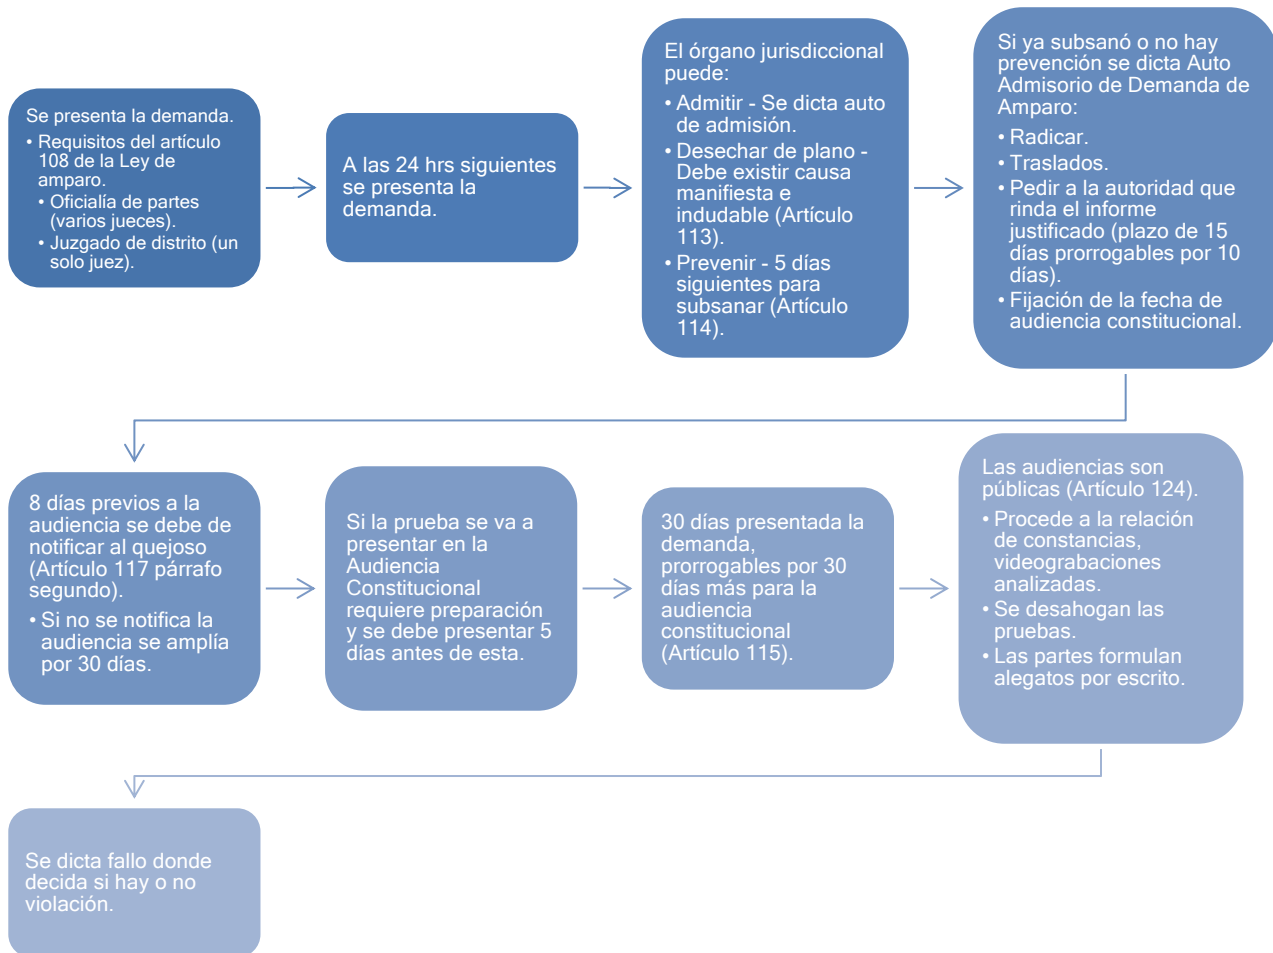 Se presenta la demanda.
• Requisitos del artículo
108 de la Ley de
amparo.
• Oficialía de partes
(varios jueces).
• Juzgado de distrito (un
solo juez).
A las 24 hrs siguientes
se presenta la
demanda.
El órgano jurisdiccional
puede:
• Admitir - Se dicta auto
de admisión.
• Desechar de plano -
Debe existir causa
manifiesta e
indudable (Artículo
113).
• Prevenir - 5 días
siguientes para
subsanar (Artículo
114).
Si ya subsanó o no hay
prevención se dicta Auto
Admisorio de Demanda de
Amparo:
• Radicar.
• Traslados.
• Pedir a la autoridad que
rinda el informe
justificado (plazo de 15
días prorrogables por 10
días).
• Fijación de la fecha de
audiencia constitucional.
8 días previos a la
audiencia se debe de
notificar al quejoso
(Artículo 117 párrafo
segundo).
• Si no se notifica la
audiencia se amplía
por 30 días.
Si la prueba se va a
presentar en la
Audiencia
Constitucional
requiere preparación
y se debe presentar 5
días antes de esta.
30 días presentada la
demanda,
prorrogables por 30
días más para la
audiencia
constitucional
(Artículo 115).
Las audiencias son
públicas (Artículo 124).
• Procede a la relación
de constancias,
videograbaciones
analizadas.
• Se desahogan las
pruebas.
• Las partes formulan
alegatos por escrito.
Se dicta fallo donde
decida si hay o no
violación.